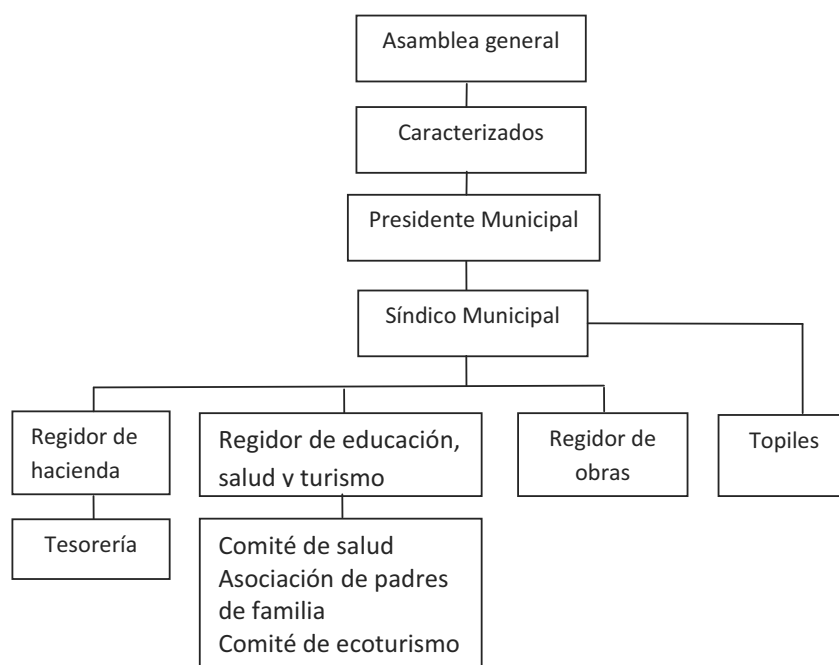 Asamblea general
Caracterizados
Presidente Municipal
Síndico Municipal
Regidor de
hacienda
Regidor de educación,
salud y turismo
Regidor de
obras
Topiles
Tesorería
Comité de salud
Asociación de padres
de familia
Comité de ecoturismo